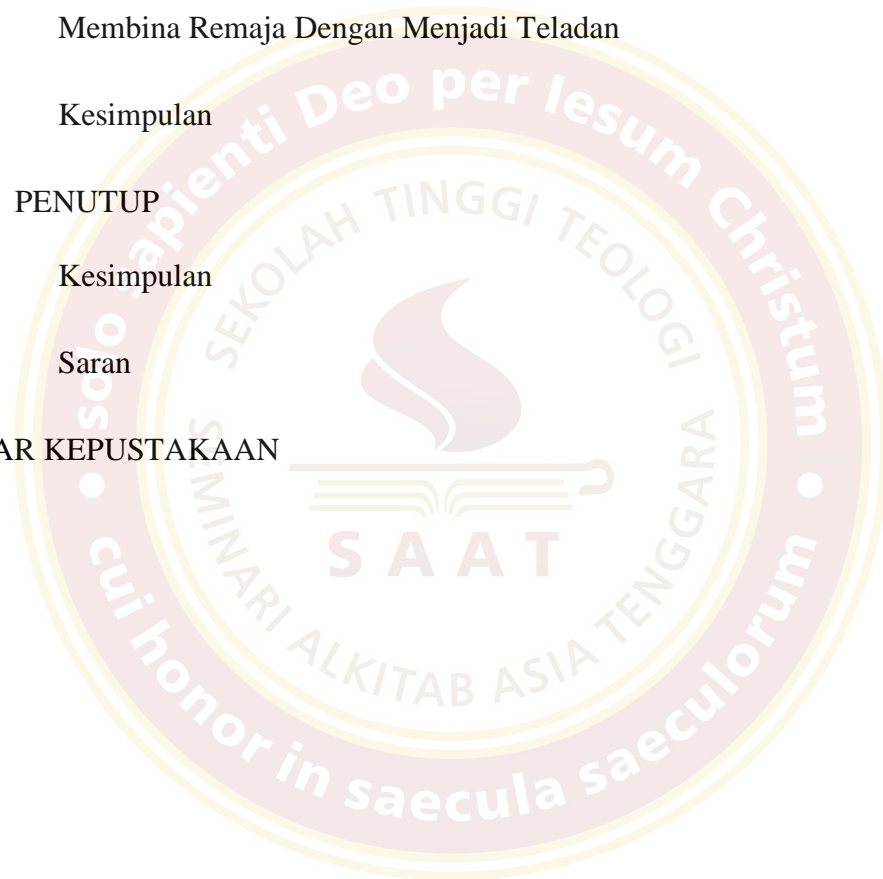 Membina Remaja Dengan Menjadi Teladan
Kesimpulan
PENUTUP
Kesimpulan
Saran
AR KEPUSTAKAAN
solo sapienti Deo per Iesum Christum
cui honor in saecula saeculorum
SEKOLAH TINGGI TEOLOGI
SEMINARI ALKITAB ASIA TENGGARA
SAAT